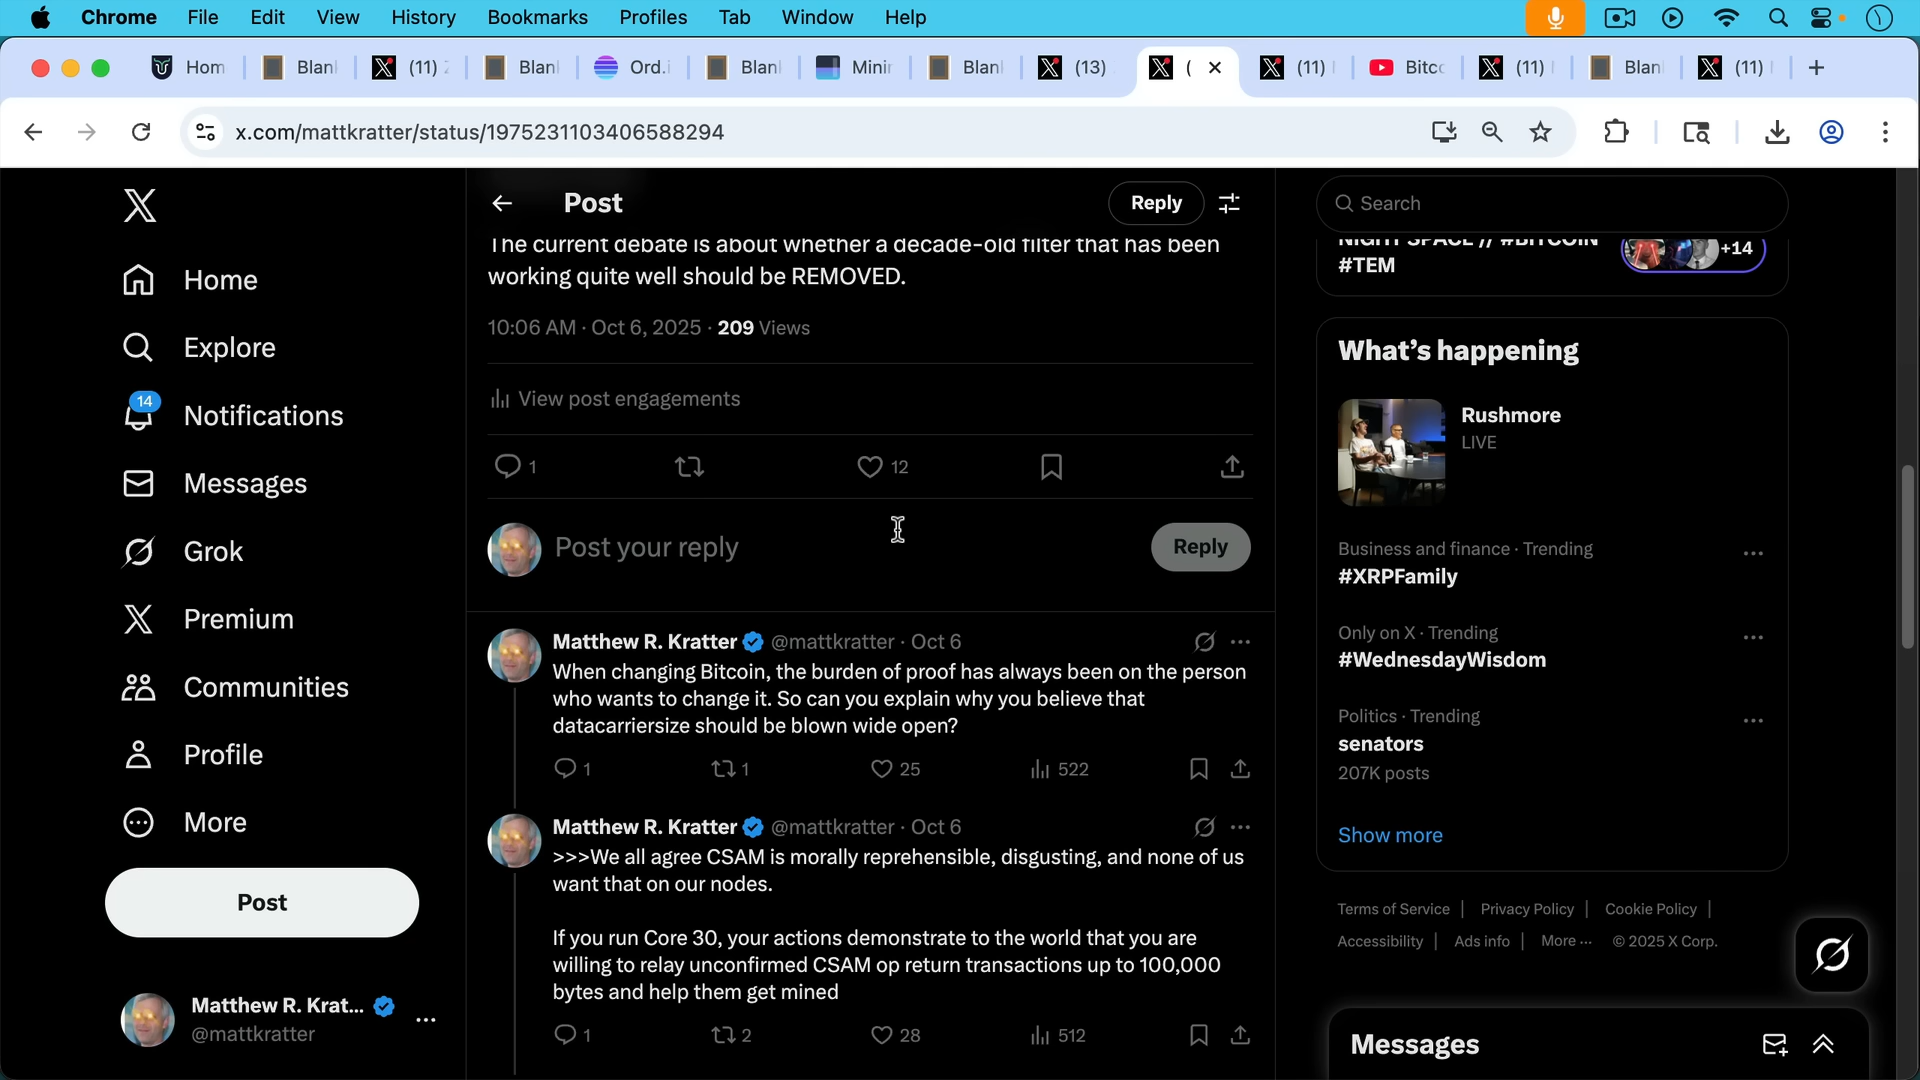 Chrome File Edit View History Bookmarks Profiles Tab Window Help
Hom Blan (11) Blan Ord.i Blan Minin Blan (13) ( (11) Bitco (11) Blan (11)
x.com/mattkratter/status/1975231103406588294
Home
Explore
14
Notifications
Messages
Grok
Premium
Communities
Profile
More
Post
Matthew R. Krat...
@mattkratter
Post
Reply
The current debate is about whether a decade-old filter that has been
working quite well should be REMOVED.
10:06 AM · Oct 6, 2025 · 209 Views
View post engagements
1 12
Post your reply
Reply
Matthew R. Kratter @mattkratter · Oct 6
When changing Bitcoin, the burden of proof has always been on the person
who wants to change it. So can you explain why you believe that
datacarriersize should be blown wide open?
1 1 25 522
Matthew R. Kratter @mattkratter · Oct 6
>>>We all agree CSAM is morally reprehensible, disgusting, and none of us
want that on our nodes.
If you run Core 30, your actions demonstrate to the world that you are
willing to relay unconfirmed CSAM op return transactions up to 100,000
bytes and help them get mined
1 2 28 512
Search
NIGHT SPACE // #BITCOIN
#TEM
+14
What's happening
Rushmore
LIVE
Business and finance · Trending
#XRPFamily
Only on X · Trending
#WednesdayWisdom
Politics · Trending
senators
207K posts
Show more
Terms of Service | Privacy Policy | Cookie Policy |
Accessibility | Ads info | More ··· © 2025 X Corp.
Messages